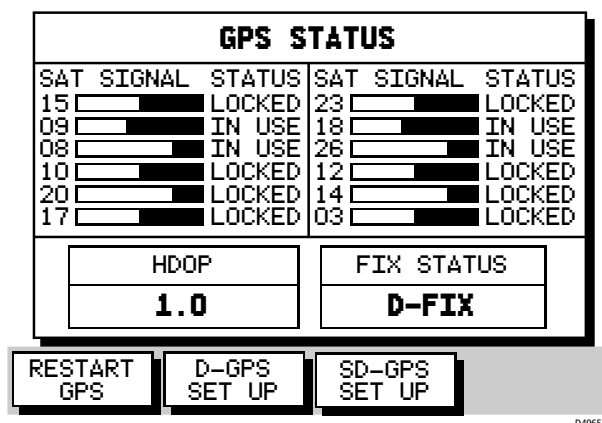 GPS STATUS
SAT SIGNAL STATUS SAT SIGNAL STATUS
15 LOCKED 23 LOCKED
09 IN USE 18 IN USE
08 IN USE 26 IN USE
10 LOCKED 12 LOCKED
20 LOCKED 14 LOCKED
17 LOCKED 03 LOCKED
HDOP FIX STATUS
1.0 D-FIX
RESTART D-GPS SD-GPS
GPS SET UP SET UP
D4965